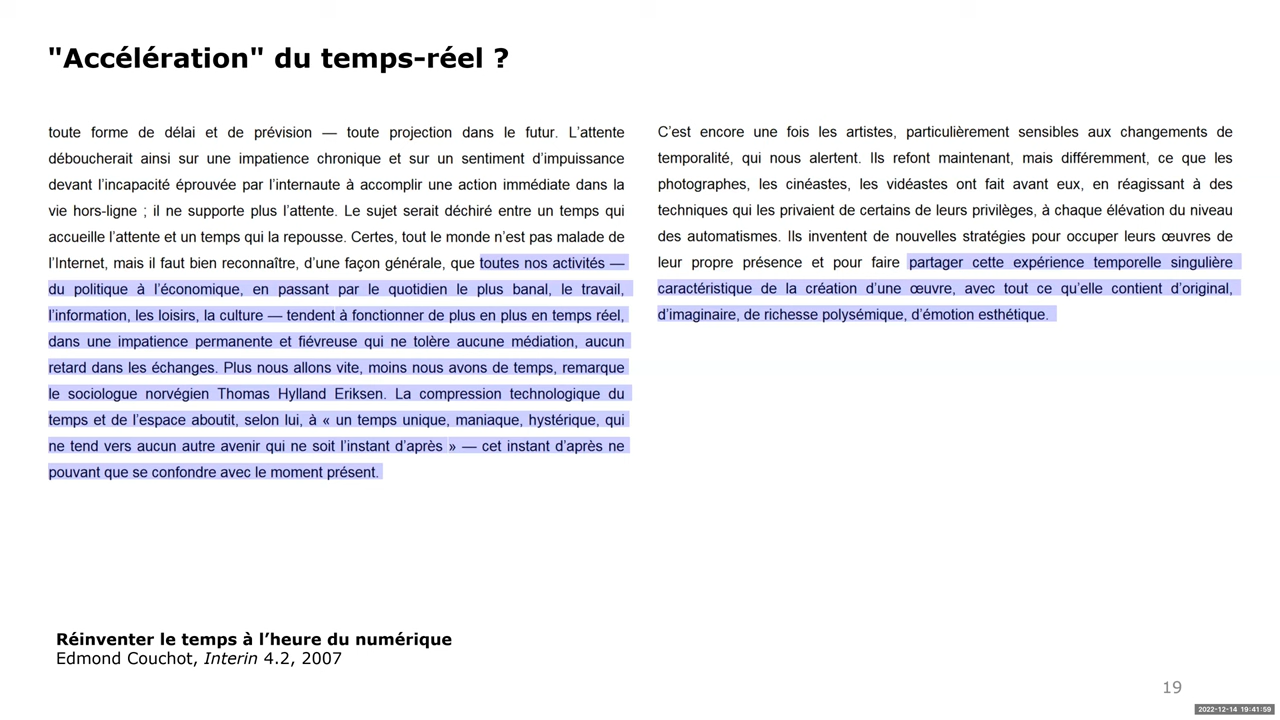 "Accélération" du temps-réel ?
toute forme de délai et de prévision — toute projection dans le futur. L’attente
déboucherait ainsi sur une impatience chronique et sur un sentiment d’impuissance
devant l’incapacité éprouvée par l’internaute à accomplir une action immédiate dans la
vie hors-ligne ; il ne supporte plus l’attente. Le sujet serait déchiré entre un temps qui
accueille l’attente et un temps qui la repousse. Certes, tout le monde n’est pas malade de
l’Internet, mais il faut bien reconnaître, d’une façon générale, que toutes nos activités —
du politique à l’économique, en passant par le quotidien le plus banal, le travail,
l’information, les loisirs, la culture — tendent à fonctionner de plus en plus en temps réel,
dans une impatience permanente et fiévreuse qui ne tolère aucune médiation, aucun
retard dans les échanges. Plus nous allons vite, moins nous avons de temps, remarque
le sociologue norvégien Thomas Hylland Eriksen. La compression technologique du
temps et de l’espace aboutit, selon lui, à « un temps unique, maniaque, hystérique, qui
ne tend vers aucun autre avenir qui ne soit l’instant d’après » — cet instant d’après ne
pouvant que se confondre avec le moment présent.
C’est encore une fois les artistes, particulièrement sensibles aux changements de
temporalité, qui nous alertent. Ils refont maintenant, mais différemment, ce que les
photographes, les cinéastes, les vidéastes ont fait avant eux, en réagissant à des
techniques qui les privaient de certains de leurs privilèges, à chaque élévation du niveau
des automatismes. Ils inventent de nouvelles stratégies pour occuper leurs œuvres de
leur propre présence et pour faire partager cette expérience temporelle singulière
caractéristique de la création d’une œuvre, avec tout ce qu’elle contient d’original,
d’imaginaire, de richesse polysémique, d’émotion esthétique.
Réinventer le temps à l’heure du numérique
Edmond Couchot, Interin 4.2, 2007
19
2022-12-14 19:41:59